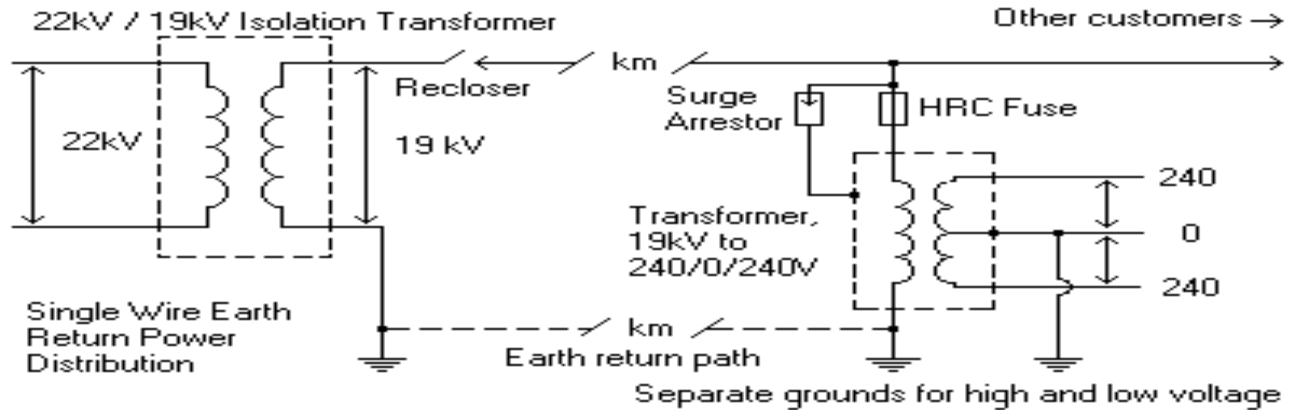 22kV / 19kV Isolation Transformer
Other customers
22kV
19 kV
Recloser
km
Surge
Arrestor
HRC Fuse
Transformer,
19kV to
240/0/240V
240
0
240
Single Wire Earth
Return Power
Distribution
km
Earth return path
Separate grounds for high and low voltage